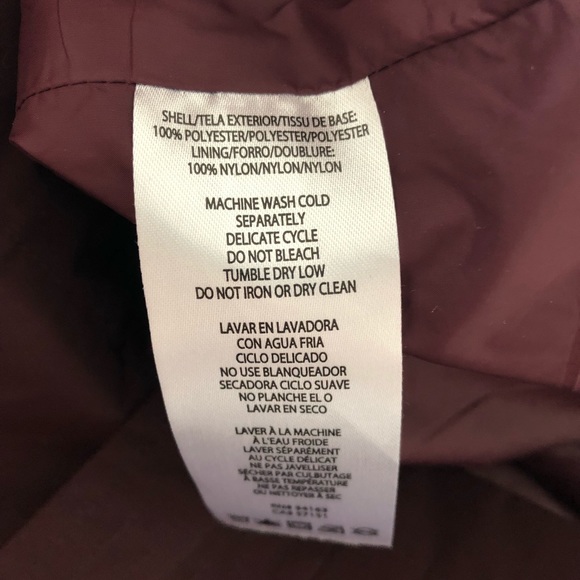 SHELL/TELA EXTERIOR/TISSU DE BASE:
100% POLYESTER/POLYESTER/POLYESTER
LINING/FORRO/DOUBLURE:
100% NYLON/NYLON/NYLON
MACHINE WASH COLD
SEPARATELY
DELICATE CYCLE
DO NOT BLEACH
TUMBLE DRY LOW
DO NOT IRON OR DRY CLEAN
LAVAR EN LAVADORA
CON AGUA FRIA
CICLO DELICADO
NO USE BLANQUEADOR
SECADORA CICLO SUAVE
NO PLANCHE EL O
LAVAR EN SECO
LAVER À LA MACHINE
À L'EAU FROIDE
LAVER SÉPARÉMENT
AU CYCLE DÉLICAT
NE PAS JAVELLISER
SÉCHER PAR CULBUTAGE
À BASSE TEMPÉRATURE
NE PAS REPASSER
OU NETTOYER À SEC